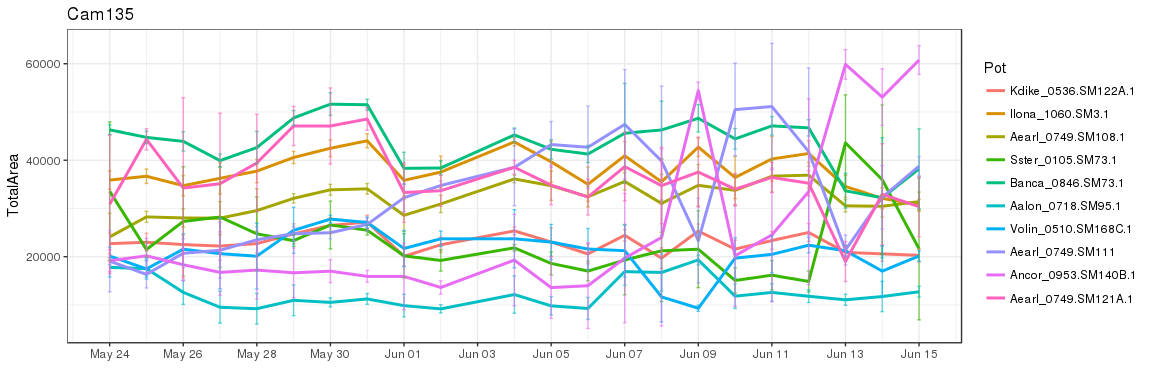 Cam135
TotalArea
60000
40000
20000
May 24
May 26
May 28
May 30
Jun 01
Jun 03
Jun 05
Jun 07
Jun 09
Jun 11
Jun 13
Jun 15
Pot
Kdike_0536.SM122A.1
Ilona_1060.SM3.1
Aearl_0749.SM108.1
Sster_0105.SM73.1
Banca_0846.SM73.1
Aalon_0718.SM95.1
Volin_0510.SM168C.1
Aearl_0749.SM111
Ancor_0953.SM140B.1
Aearl_0749.SM121A.1